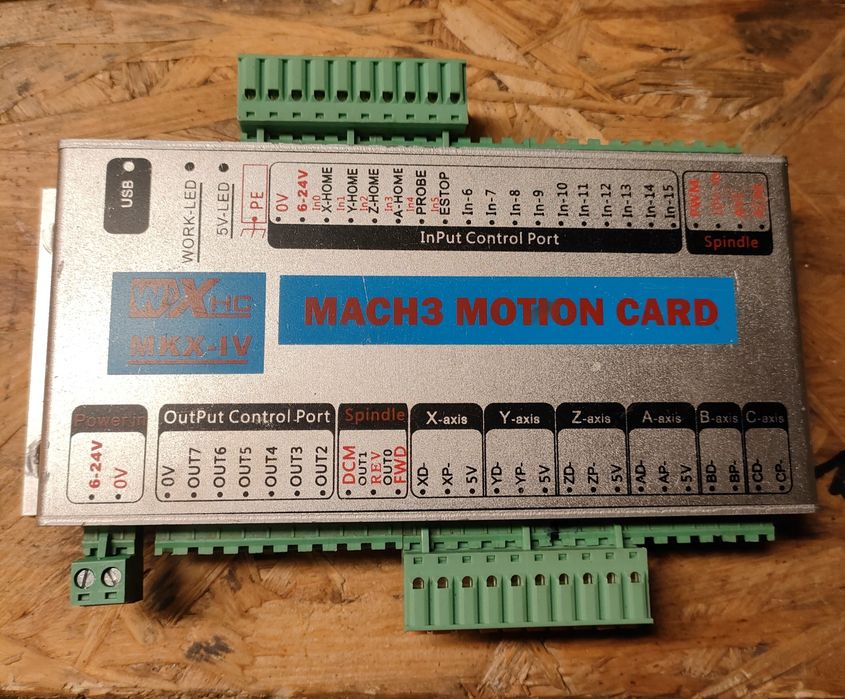 USB
WORK-LED
5V-LED
PE
0V
6-24V
In0
X-HOME
In1
Y-HOME
In2
Z-HOME
In3
A-HOME
In4
PROBE
In5
ESTOP
In-6
In-7
In-8
In-9
In-10
In-11
In-12
In-13
In-14
In-15
InPut Control Port
PWM
Spindle
WiXHC
MKX-IV
MACH3 MOTION CARD
Power in
6-24V
0V
OutPut Control Port
0V
OUT7
OUT6
OUT5
OUT4
OUT3
OUT2
Spindle
DCM
OUT1
REV
OUT0
FWD
X-axis
XD-
XP-
5V
Y-axis
YD-
YP-
5V
Z-axis
ZD-
ZP-
5V
A-axis
AD-
AP-
5V
B-axis
BD-
BP-
C-axis
CD-
CP-